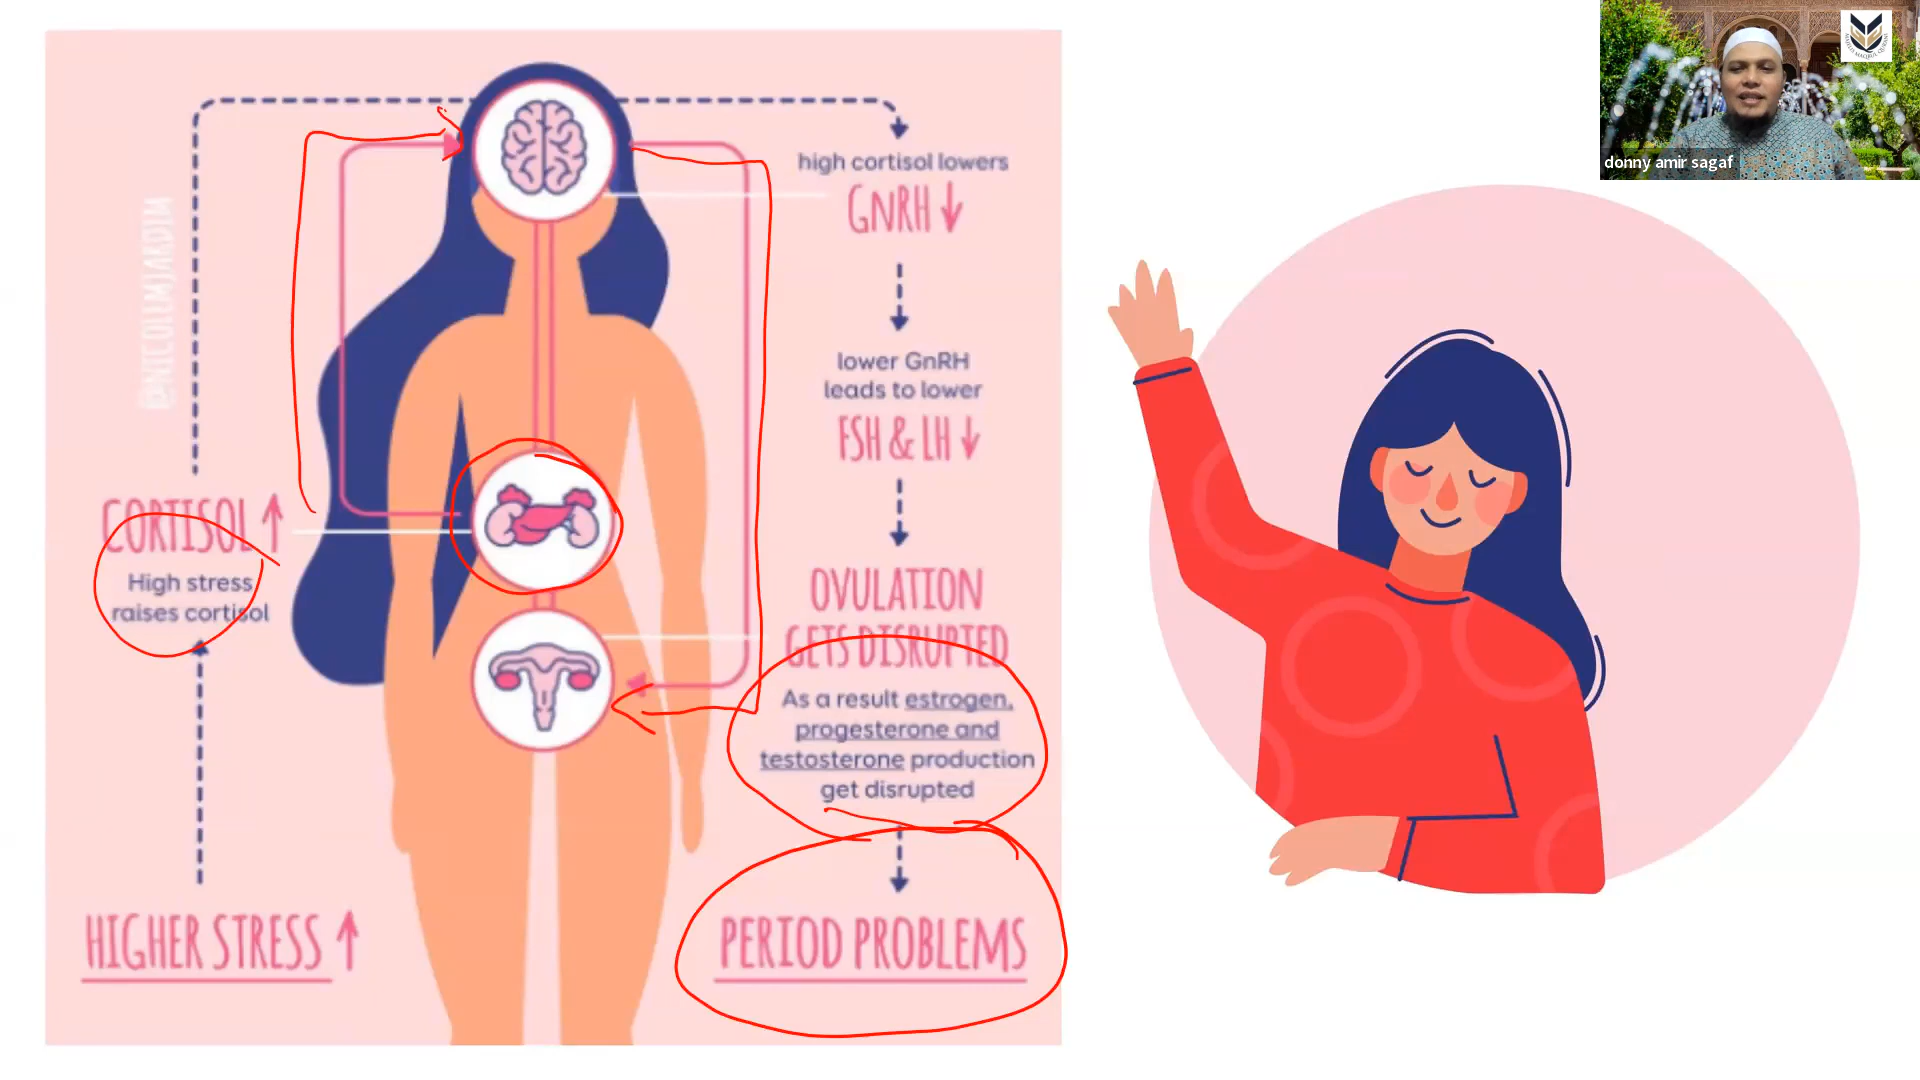 donny amir sagaf
@NICOLEMJARDIM
high cortisol lowers
GNRH ↓
lower GnRH
leads to lower
FSH & LH ↓
CORTISOL ↑
High stress
raises cortisol
OVULATION
GETS DISRUPTED
As a result estrogen,
progesterone and
testosterone production
get disrupted
HIGHER STRESS ↑
PERIOD PROBLEMS